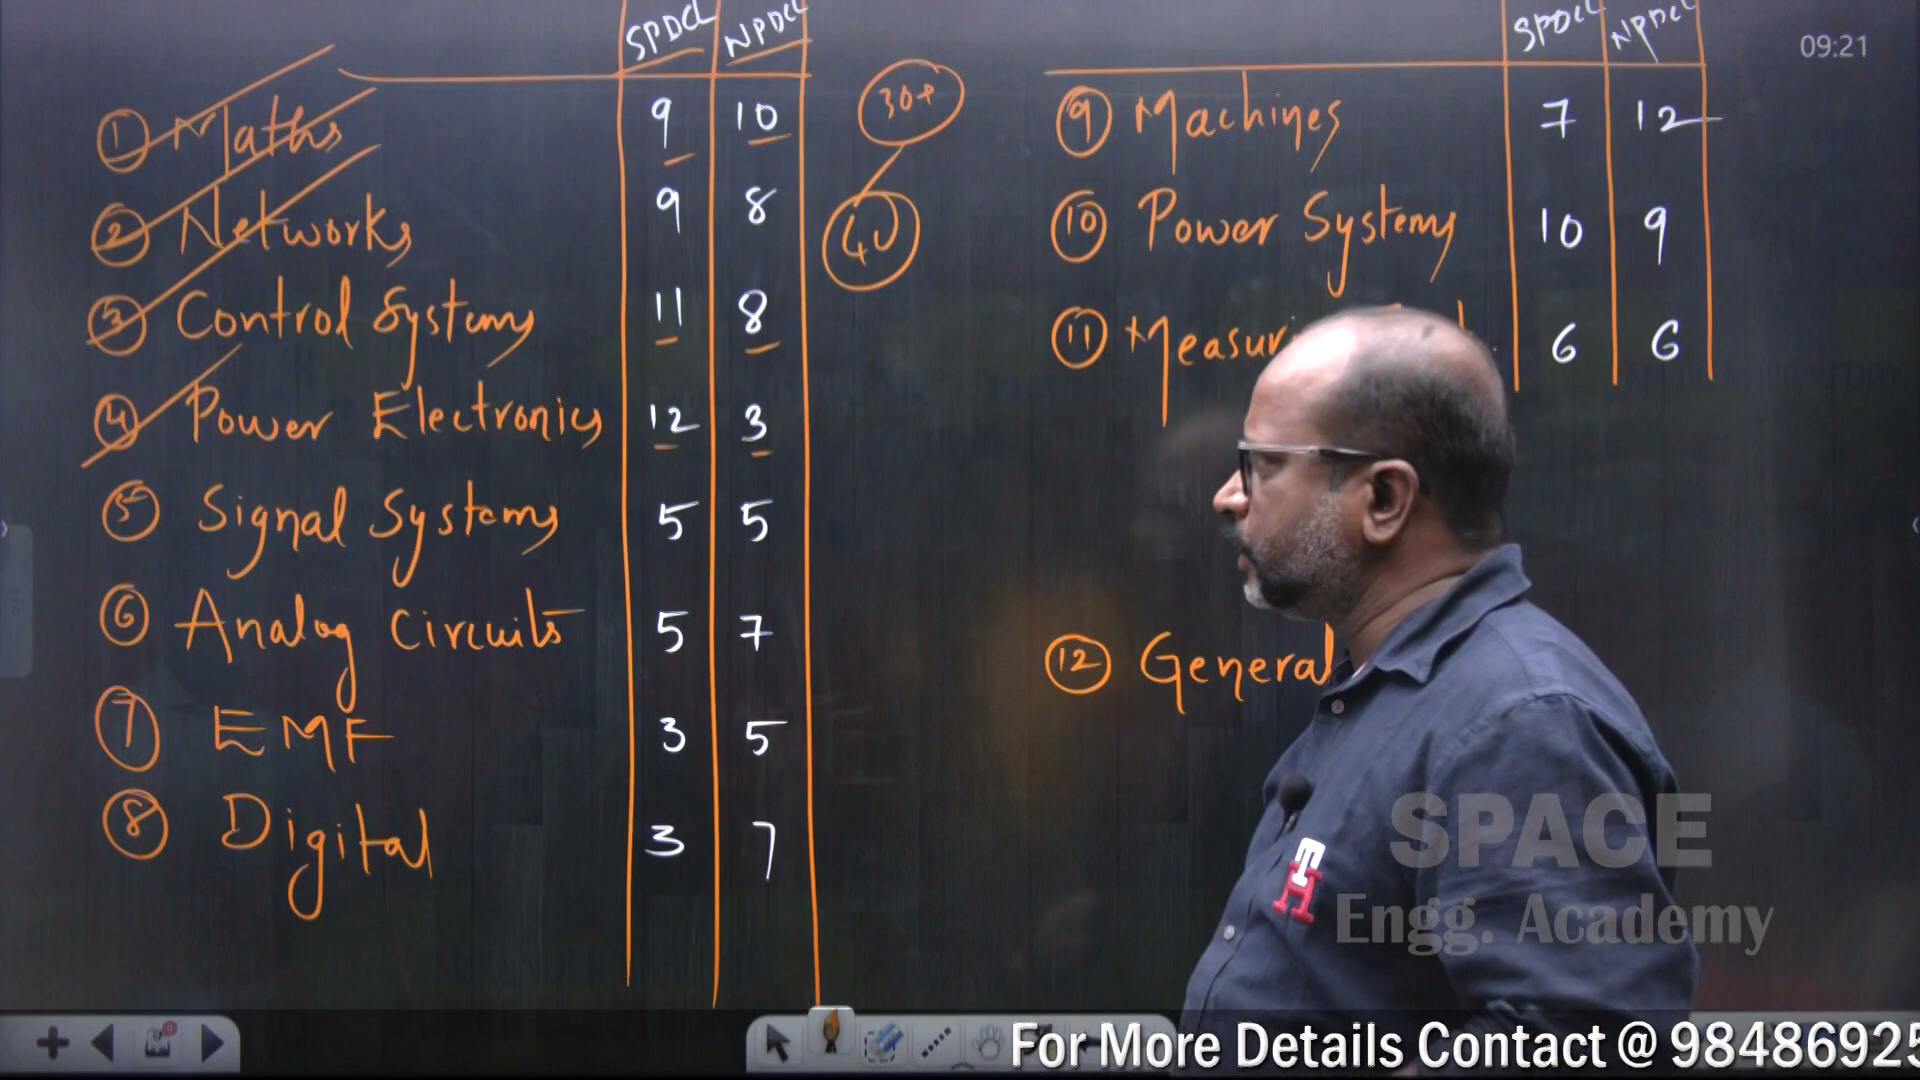 SPDCL NPDCL
① Maths 9 10
② Networks 9 8
③ Control Systems 11 8
④ Power Electronics 12 3
⑤ Signal Systems 5 5
⑥ Analog Circuits 5 7
⑦ EMF 3 5
⑧ Digital 3 7
30+
40
SPDCL NPDCL
09:21
⑨ Machines 7 12
⑩ Power Systems 10 9
⑪ 6 6
⑫ General
SPACE
Engg. Academy
For More Details Contact @ 98486925